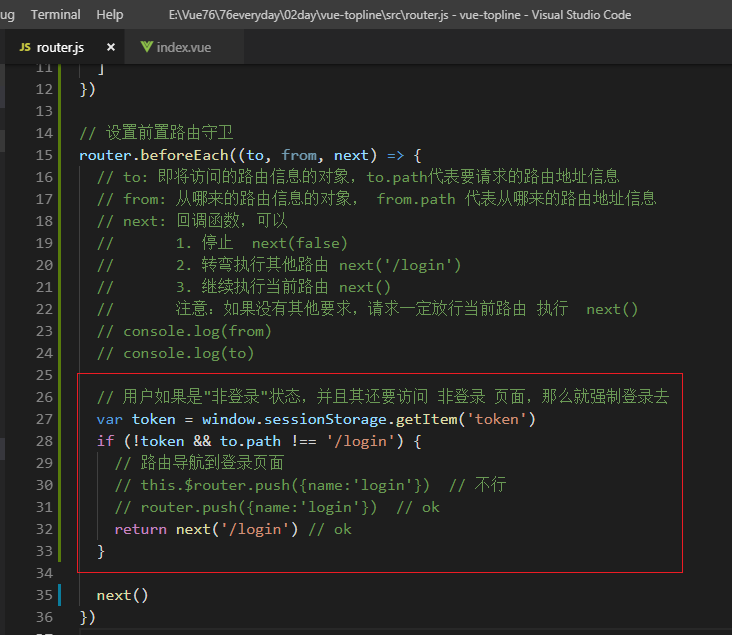 ug Terminal Help E:\Vue76\76everyday\02day\vue-topline\src\router.js - vue-topline - Visual Studio Code
JS router.js × index.vue
11 ]
12 })
13
14 // 设置前置路由守卫
15 router.beforeEach((to, from, next) => {
16 // to: 即将访问的路由信息的对象, to.path代表要请求的路由地址信息
17 // from: 从哪来的路由信息的对象, from.path 代表从哪来的路由地址信息
18 // next: 回调函数, 可以
19 // 1. 停止 next(false)
20 // 2. 转弯执行其他路由 next('/login')
21 // 3. 继续执行当前路由 next()
22 // 注意: 如果没有其他要求, 请求一定放行当前路由 执行 next()
23 // console.log(from)
24 // console.log(to)
25
26 // 用户如果是"非登录"状态, 并且其还要访问 非登录 页面, 那么就强制登录去
27 var token = window.sessionStorage.getItem('token')
28 if (!token && to.path !== '/login') {
29 // 路由导航到登录页面
30 // this.$router.push({name:'login'}) // 不行
31 // router.push({name:'login'}) // ok
32 return next('/login') // ok
33 }
34
35 next()
36 })